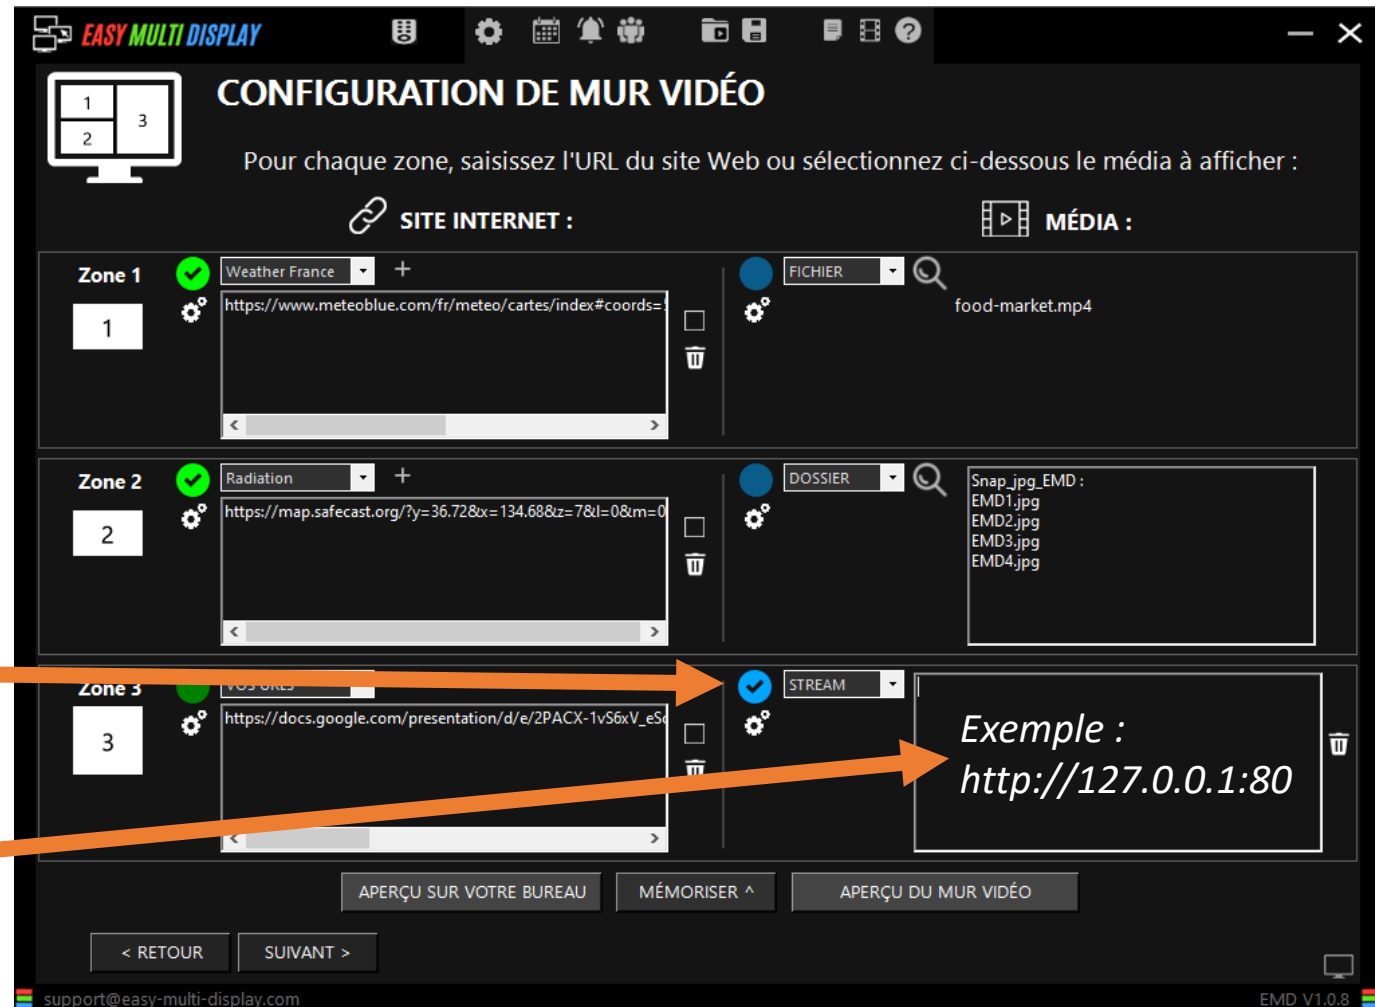 EASY MULTI DISPLAY
1
2
3
CONFIGURATION DE MUR VIDÉO
Pour chaque zone, saisissez l'URL du site Web ou sélectionnez ci-dessous le média à afficher :
SITE INTERNET :
MÉDIA :
Zone 1
Weather France
+
FICHIER
1
https://www.meteoblue.com/fr/meteo/cartes/index#coords=
food-market.mp4
Zone 2
Radiation
+
DOSSIER
2
https://map.safecast.org/?y=36.72&x=134.68&z=7&l=0&m=0
Snap_jpg_EMD :
EMD1.jpg
EMD2.jpg
EMD3.jpg
EMD4.jpg
Zone 3
VOS URLS
STREAM
3
https://docs.google.com/presentation/d/e/2PACX-1vS6xV_eS
Exemple :
http://127.0.0.1:80
APERÇU SUR VOTRE BUREAU
MÉMORISER ^
APERÇU DU MUR VIDÉO
< RETOUR
SUIVANT >
support@easy-multi-display.com
EMD V1.0.8